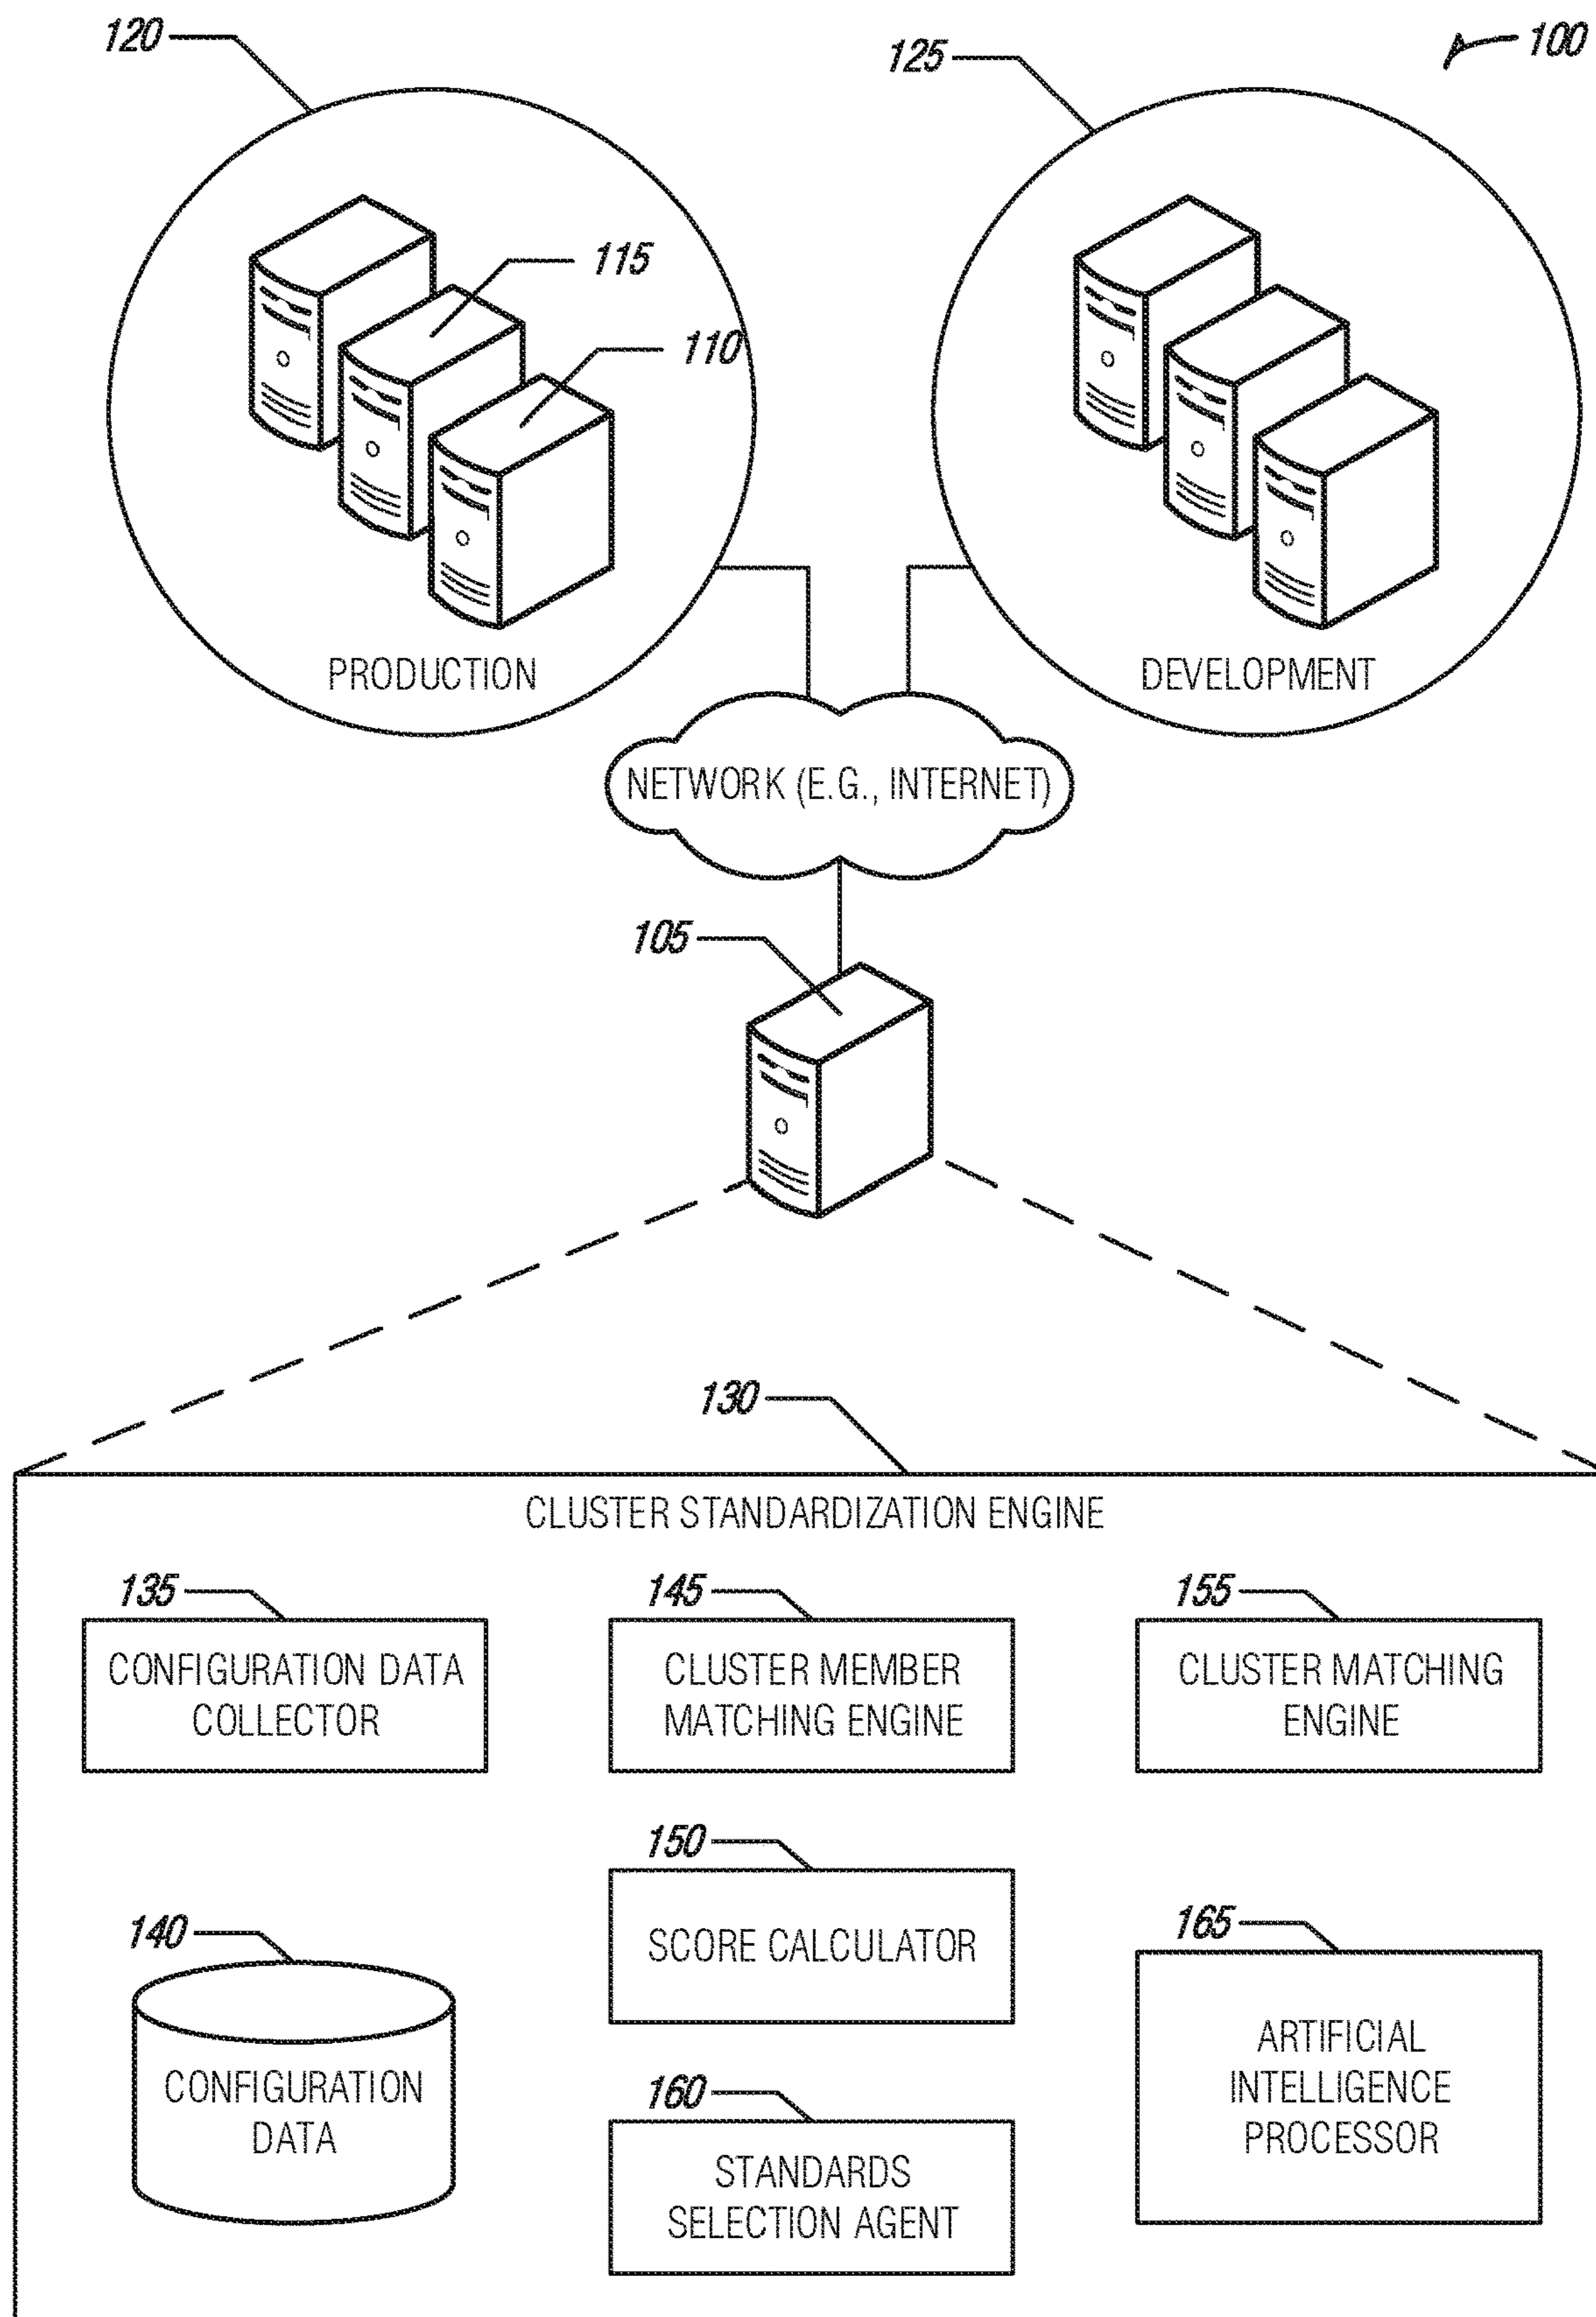 120
125
100
115
110
PRODUCTION
DEVELOPMENT
NETWORK (E.G., INTERNET)
105
130
CLUSTER STANDARDIZATION ENGINE
135
CONFIGURATION DATA
COLLECTOR
145
CLUSTER MEMBER
MATCHING ENGINE
155
CLUSTER MATCHING
ENGINE
140
CONFIGURATION
DATA
150
SCORE CALCULATOR
160
STANDARDS
SELECTION AGENT
165
ARTIFICIAL
INTELLIGENCE
PROCESSOR